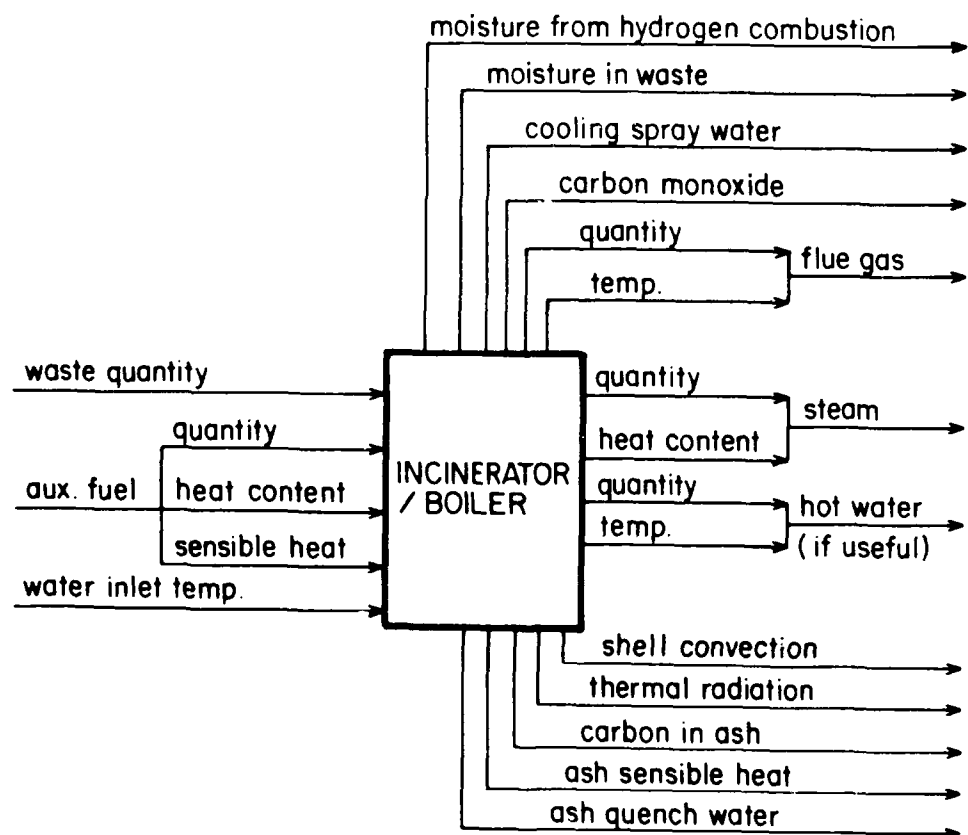 moisture from hydrogen combustion
moisture in waste
cooling spray water
carbon monoxide
quantity
flue gas
temp.
waste quantity
quantity
aux. fuel
heat content
sensible heat
water inlet temp.
INCINERATOR
/ BOILER
quantity
steam
heat content
quantity
hot water
temp.
(if useful)
shell convection
thermal radiation
carbon in ash
ash sensible heat
ash quench water